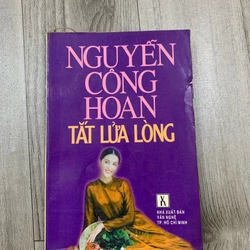 NGUYỄN
CÔNG
HOAN
TẮT LỬA LÒNG
NHÀ XUẤT BẢN
VĂN NGHỆ
TP. HỒ CHÍ MINH